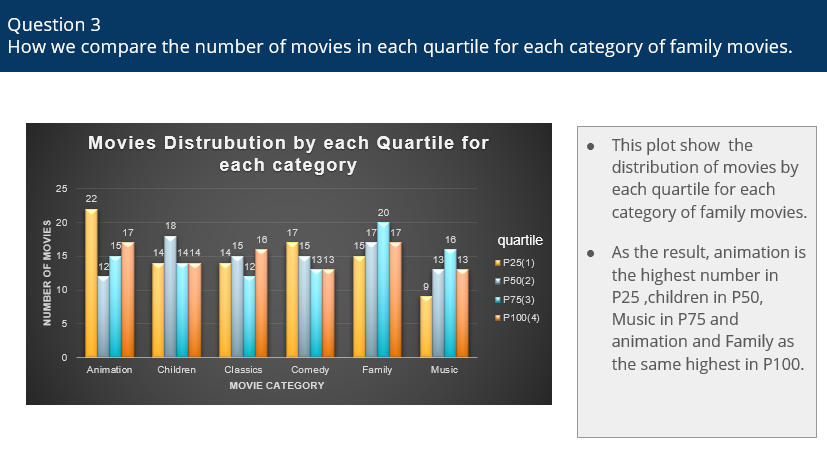 Question 3
How we compare the number of movies in each quartile for each category of family movies.
Movies Distrubution by each Quartile for
each category
NUMBER OF MOVIES
25
20
15
10
5
0
22 12 15 17
14 18 14 14
14 15 12 16
17 15 13 13
15 17 20 17
9 13 16 13
Animation Children Classics Comedy Family Music
MOVIE CATEGORY
quartile
P25(1)
P50(2)
P75(3)
P100(4)
● This plot show the
distribution of movies by
each quartile for each
category of family movies.
● As the result, animation is
the highest number in
P25 ,children in P50,
Music in P75 and
animation and Family as
the same highest in P100.